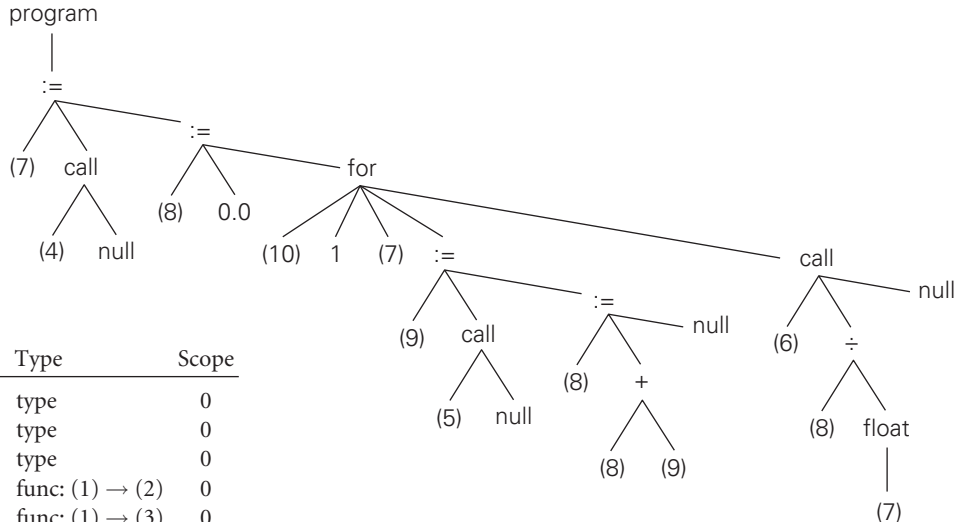 program
:=
:=
(7) call
for
(8) 0.0
(4) null
(10) 1 (7) :=
call
null
:=
(9) call
null
(6) ÷
(8) +
(5) null
(8) float
(8) (9)
(7)
Type Scope
type 0
type 0
type 0
func: (1) → (2) 0
func: (1) → (3) 0